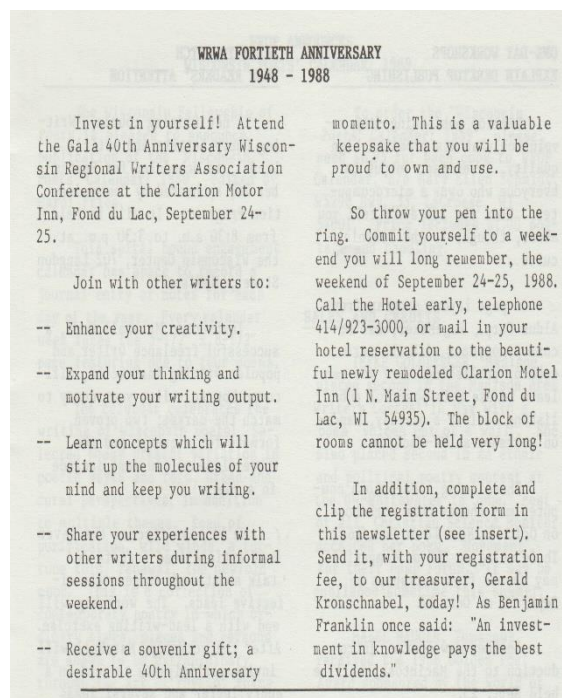 WRWA FORTIETH ANNIVERSARY
1948 - 1988
Invest in yourself! Attend
the Gala 40th Anniversary Wiscon-
sin Regional Writers Association
Conference at the Clarion Motor
Inn, Fond du Lac, September 24-
25.
Join with other writers to:
-- Enhance your creativity.
-- Expand your thinking and
motivate your writing output.
-- Learn concepts which will
stir up the molecules of your
mind and keep you writing.
-- Share your experiences with
other writers during informal
sessions throughout the
weekend.
-- Receive a souvenir gift; a
desirable 40th Anniversary
momento. This is a valuable
keepsake that you will be
proud to own and use.
So throw your pen into the
ring. Commit yourself to a week-
end you will long remember, the
weekend of September 24-25, 1988.
Call the Hotel early, telephone
414/923-3000, or mail in your
hotel reservation to the beauti-
ful newly remodeled Clarion Motel
Inn (1 N. Main Street, Fond du
Lac, WI 54935). The block of
rooms cannot be held very long!
In addition, complete and
clip the registration form in
this newsletter (see insert).
Send it, with your registration
fee, to our treasurer, Gerald
Kronschnabel, today! As Benjamin
Franklin once said: "An invest-
ment in knowledge pays the best
dividends."